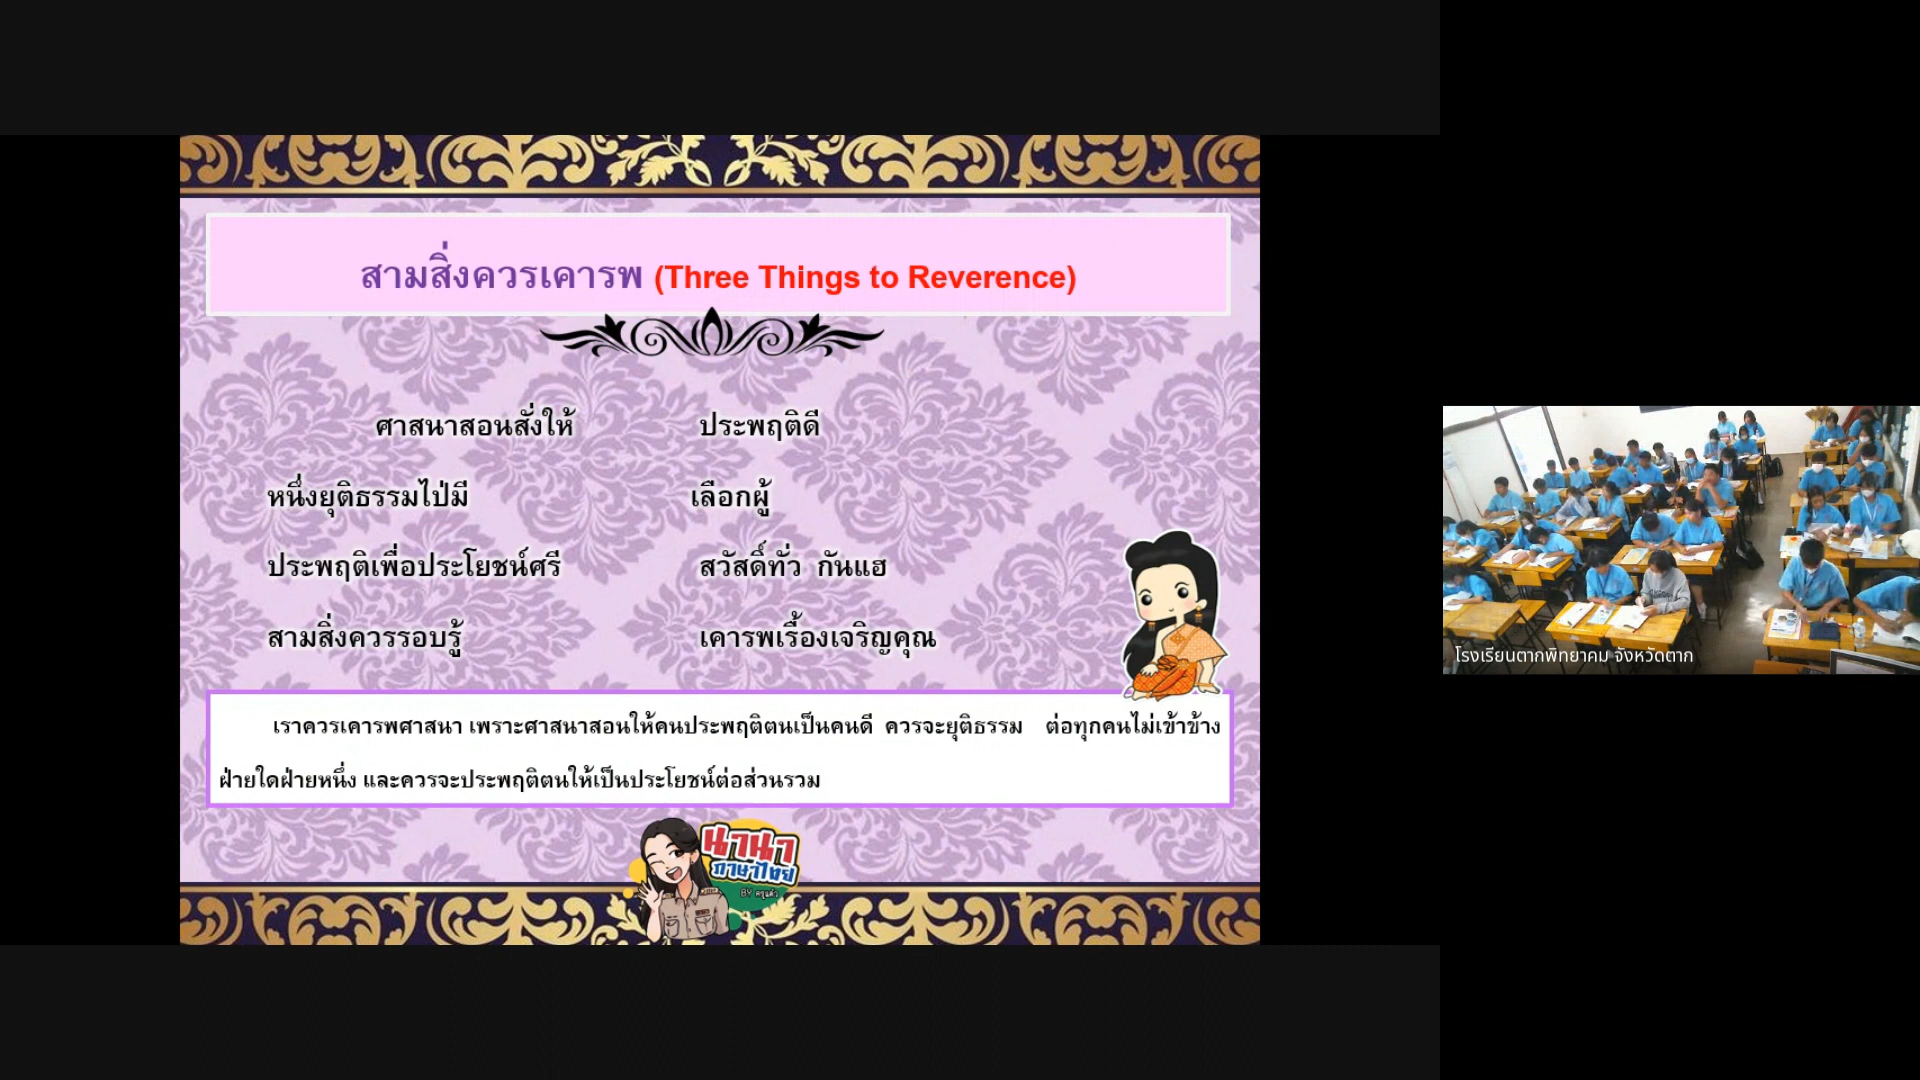 สามสิ่งควรเคารพ (Three Things to Reverence)
ศาสนาสอนสั่งให้ ประพฤติดี
หนึ่งยุติธรรมไป่มี เลือกผู้
ประพฤติเพื่อประโยชน์ศรี สวัสดิ์ทั่ว กันแฮ
สามสิ่งควรรอบรู้ เคารพเรื้องเจริญคุณ
เราควรเคารพศาสนา เพราะศาสนาสอนให้คนประพฤติตนเป็นคนดี ควรจะยุติธรรม ต่อทุกคนไม่เข้าข้าง
ฝ่ายใดฝ่ายหนึ่ง และควรจะประพฤติตนให้เป็นประโยชน์ต่อส่วนรวม
นานา
ภาษาไทย
BY ครูแต้ว
โรงเรียนตากพิทยาคม จังหวัดตาก